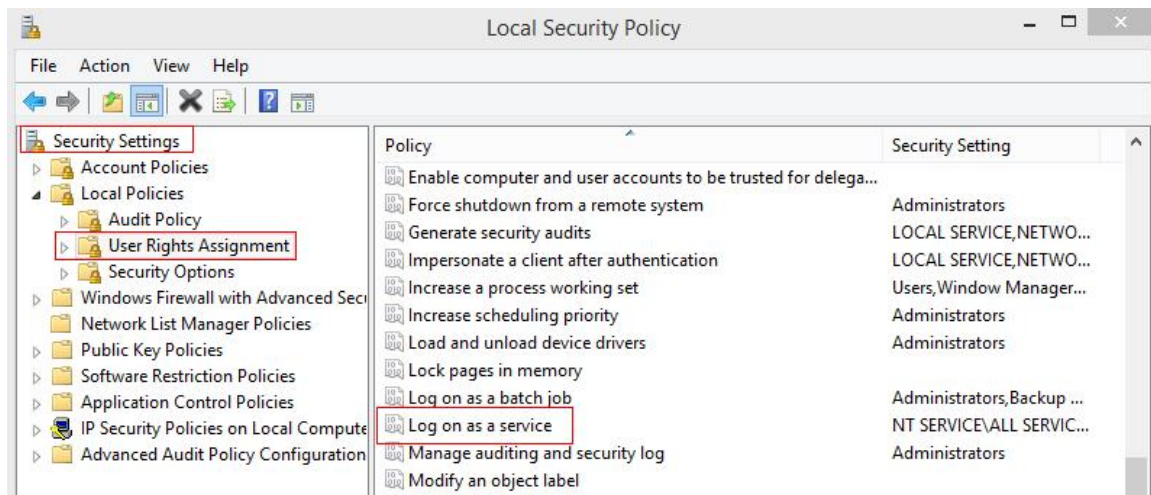 Local Security Policy
File Action View Help
Security Settings
Account Policies
Local Policies
Audit Policy
User Rights Assignment
Security Options
Windows Firewall with Advanced Secu
Network List Manager Policies
Public Key Policies
Software Restriction Policies
Application Control Policies
IP Security Policies on Local Compute
Advanced Audit Policy Configuration
Policy Security Setting
Enable computer and user accounts to be trusted for delega...
Force shutdown from a remote system Administrators
Generate security audits LOCAL SERVICE,NETWO...
Impersonate a client after authentication LOCAL SERVICE,NETWO...
Increase a process working set Users,Window Manager...
Increase scheduling priority Administrators
Load and unload device drivers Administrators
Lock pages in memory
Log on as a batch job Administrators,Backup ...
Log on as a service NT SERVICE\ALL SERVIC...
Manage auditing and security log Administrators
Modify an object label